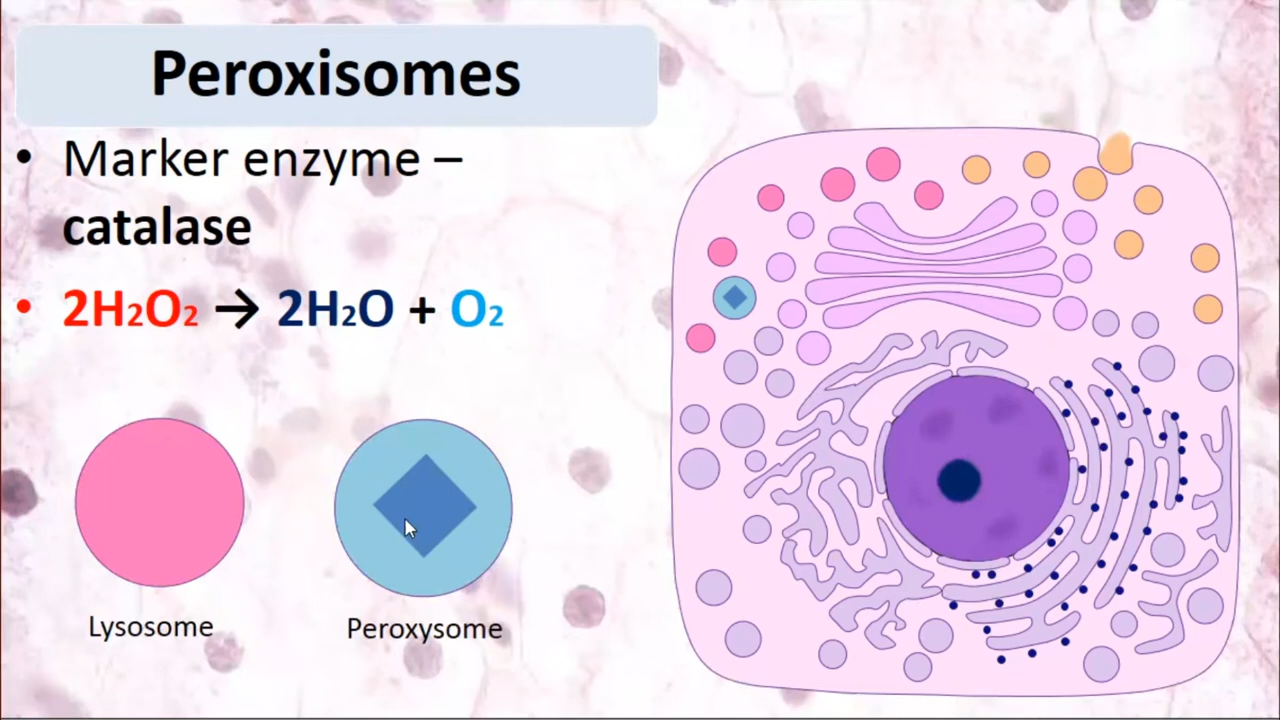 Peroxisomes
• Marker enzyme –
catalase
• 2H₂O₂ → 2H₂O + O₂
Lysosome
Peroxysome